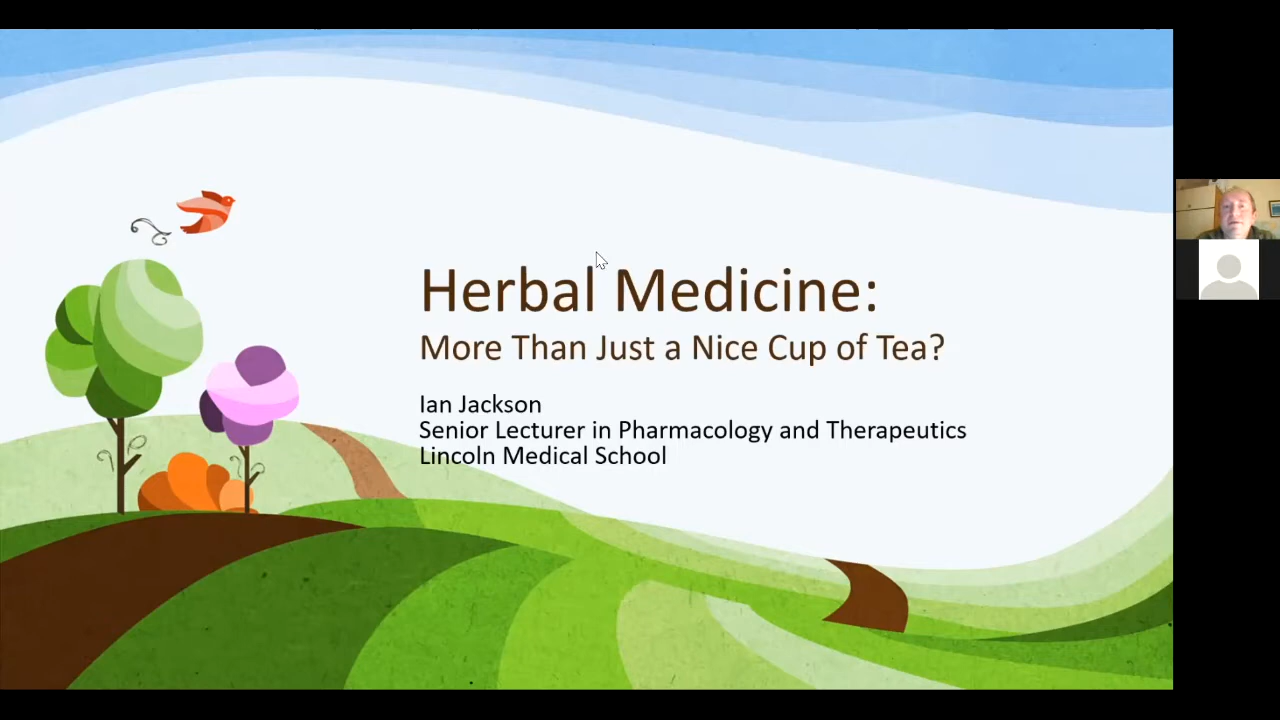 Herbal Medicine:
More Than Just a Nice Cup of Tea?
Ian Jackson
Senior Lecturer in Pharmacology and Therapeutics
Lincoln Medical School